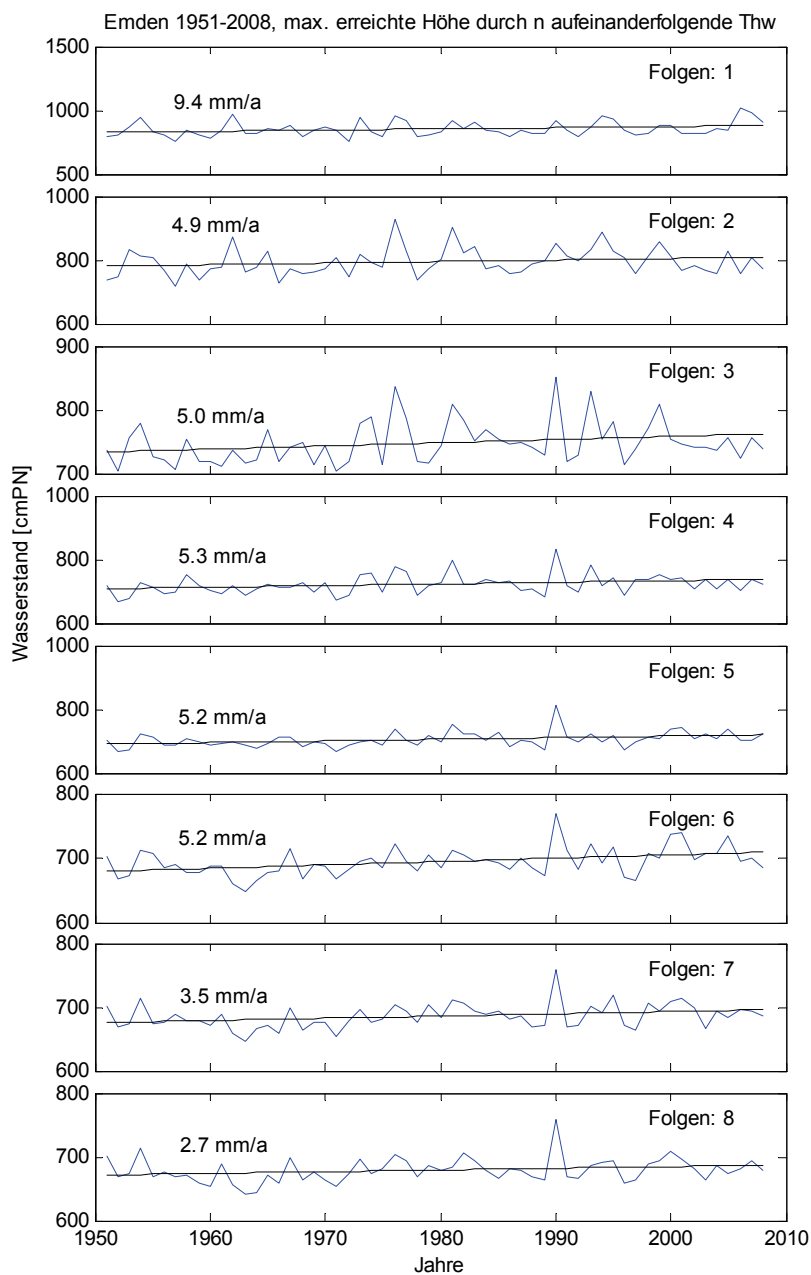 Emden 1951-2008, max. erreichte Höhe durch n aufeinanderfolgende Thw
1500
1000
500
9.4 mm/a
Folgen: 1
1000
800
600
4.9 mm/a
Folgen: 2
900
800
700
5.0 mm/a
Folgen: 3
1000
800
600
5.3 mm/a
Folgen: 4
1000
800
600
5.2 mm/a
Folgen: 5
800
700
600
5.2 mm/a
Folgen: 6
800
700
600
3.5 mm/a
Folgen: 7
800
700
600
2.7 mm/a
Folgen: 8
Wasserstand [cmPN]
1950 1960 1970 1980 1990 2000 2010
Jahre